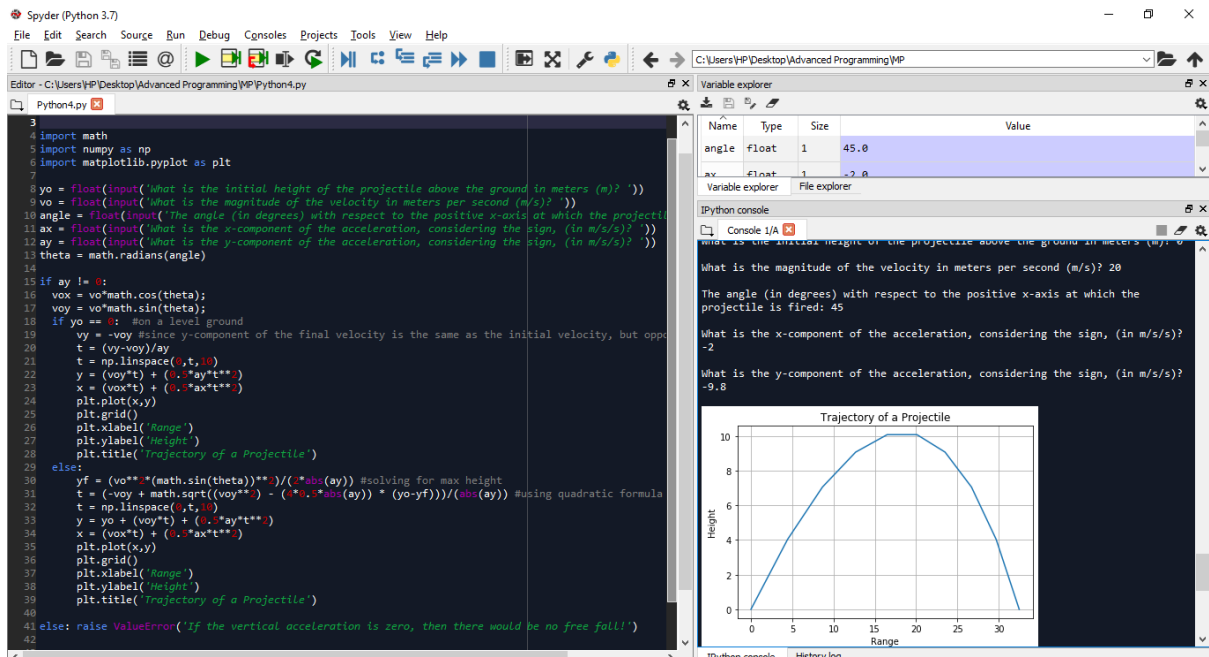 Spyder (Python 3.7)
File Edit Search Source Run Debug Consoles Projects Tools View Help
C:\Users\HP\Desktop\Advanced Programming\MP
Editor - C:\Users\HP\Desktop\Advanced Programming\MP\Python4.py
Python4.py
3
4 import math
5 import numpy as np
6 import matplotlib.pyplot as plt
7
8 yo = float(input('What is the initial height of the projectile above the ground in meters (m)? '))
9 vo = float(input('What is the magnitude of the velocity in meters per second (m/s)? '))
10 angle = float(input('The angle (in degrees) with respect to the positive x-axis at which the projectil
11 ax = float(input('What is the x-component of the acceleration, considering the sign, (in m/s/s)? '))
12 ay = float(input('What is the y-component of the acceleration, considering the sign, (in m/s/s)? '))
13 theta = math.radians(angle)
14
15 if ay != 0:
16 vox = vo*math.cos(theta);
17 voy = vo*math.sin(theta);
18 if yo == 0: #on a level ground
19 vy = -voy #since y-component of the final velocity is the same as the initial velocity, but oppo
20 t = (vy-voy)/ay
21 t = np.linspace(0,t,10)
22 y = (voy*t) + (0.5*ay*t**2)
23 x = (vox*t) + (0.5*ax*t**2)
24 plt.plot(x,y)
25 plt.grid()
26 plt.xlabel('Range')
27 plt.ylabel('Height')
28 plt.title('Trajectory of a Projectile')
29 else:
30 yf = (vo**2*(math.sin(theta))**2)/(2*abs(ay)) #solving for max height
31 t = (-voy + math.sqrt((voy**2) - (4*0.5*abs(ay)) * (yo-yf)))/(abs(ay)) #using quadratic formula
32 t = np.linspace(0,t,10)
33 y = yo + (voy*t) + (0.5*ay*t**2)
34 x = (vox*t) + (0.5*ax*t**2)
35 plt.plot(x,y)
36 plt.grid()
37 plt.xlabel('Range')
38 plt.ylabel('Height')
39 plt.title('Trajectory of a Projectile')
40
41 else: raise ValueError('If the vertical acceleration is zero, then there would be no free fall!')
42
Variable explorer
Name Type Size Value
angle float 1 45.0
ax float 1 -2.0
Variable explorer File explorer
IPython console
Console 1/A
What is the initial height of the projectile above the ground in meters (m)? 0
What is the magnitude of the velocity in meters per second (m/s)? 20
The angle (in degrees) with respect to the positive x-axis at which the
projectile is fired: 45
What is the x-component of the acceleration, considering the sign, (in m/s/s)?
-2
What is the y-component of the acceleration, considering the sign, (in m/s/s)?
-9.8
Trajectory of a Projectile
10
8
6
4
2
0
Height
0 5 10 15 20 25 30
Range
IPython console History log